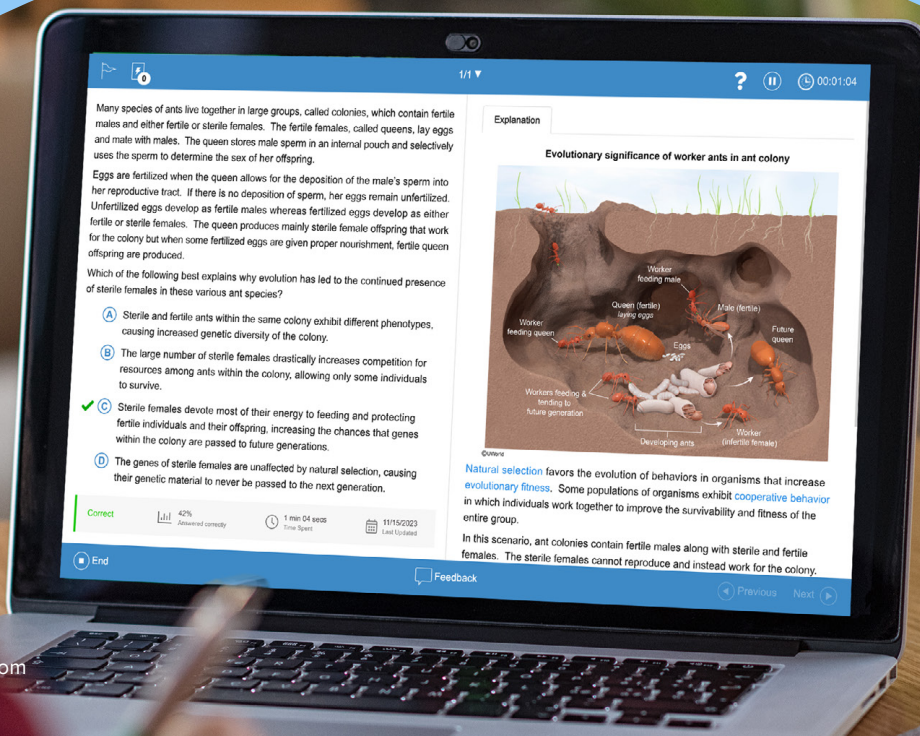 0
1/1 ▼
?
00:01:04
Many species of ants live together in large groups, called colonies, which contain fertile
males and either fertile or sterile females. The fertile females, called queens, lay eggs
and mate with males. The queen stores male sperm in an internal pouch and selectively
uses the sperm to determine the sex of her offspring.
Eggs are fertilized when the queen allows for the deposition of the male's sperm into
her reproductive tract. If there is no deposition of sperm, her eggs remain unfertilized.
Unfertilized eggs develop as fertile males whereas fertilized eggs develop as either
fertile or sterile females. The queen produces mainly sterile female offspring that work
for the colony but when some fertilized eggs are given proper nourishment, fertile queen
offspring are produced.
Which of the following best explains why evolution has led to the continued presence
of sterile females in these various ant species?
A Sterile and fertile ants within the same colony exhibit different phenotypes,
causing increased genetic diversity of the colony.
B The large number of sterile females drastically increases competition for
resources among ants within the colony, allowing only some individuals
to survive.
C Sterile females devote most of their energy to feeding and protecting
fertile individuals and their offspring, increasing the chances that genes
within the colony are passed to future generations.
D The genes of sterile females are unaffected by natural selection, causing
their genetic material to never be passed to the next generation.
Correct
42%
Answered correctly
1 min 04 secs
Time Spent
11/15/2023
Last Updated
Explanation
Evolutionary significance of worker ants in ant colony
Worker
feeding male
Queen (fertile)
laying eggs
Male (fertile)
Worker
feeding queen
Future
queen
Eggs
Workers feeding &
tending to
future generation
Worker
(infertile female)
Developing ants
©UWorld
Natural selection favors the evolution of behaviors in organisms that increase
evolutionary fitness. Some populations of organisms exhibit cooperative behavior
in which individuals work together to improve the survivability and fitness of the
entire group.
In this scenario, ant colonies contain fertile males along with sterile and fertile
females. The sterile females cannot reproduce and instead work for the colony.
End
Feedback
Previous
Next
om